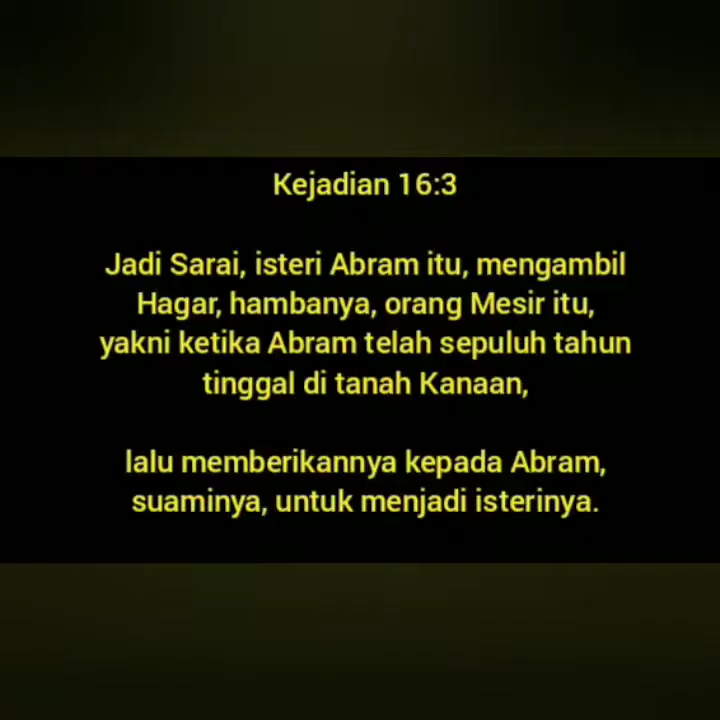 Kejadian 16:3
Jadi Sarai, isteri Abram itu, mengambil
Hagar, hambanya, orang Mesir itu,
yakni ketika Abram telah sepuluh tahun
tinggal di tanah Kanaan,
lalu memberikannya kepada Abram,
suaminya, untuk menjadi isterinya.